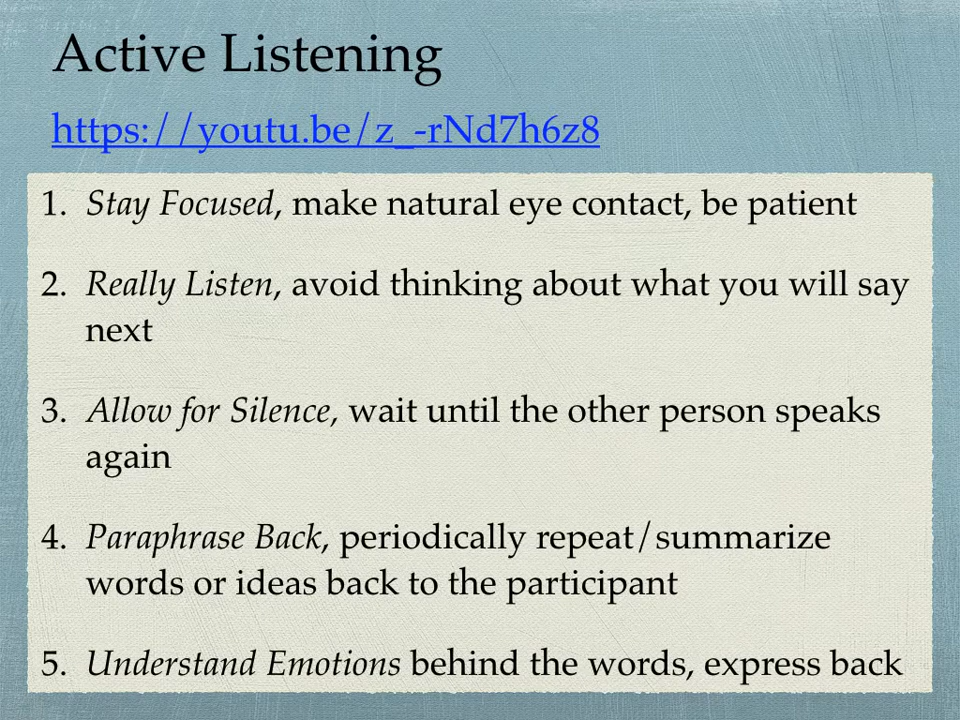 Active Listening
https://youtu.be/z_-rNd7h6z8
1. Stay Focused, make natural eye contact, be patient
2. Really Listen, avoid thinking about what you will say
next
3. Allow for Silence, wait until the other person speaks
again
4. Paraphrase Back, periodically repeat/summarize
words or ideas back to the participant
5. Understand Emotions behind the words, express back